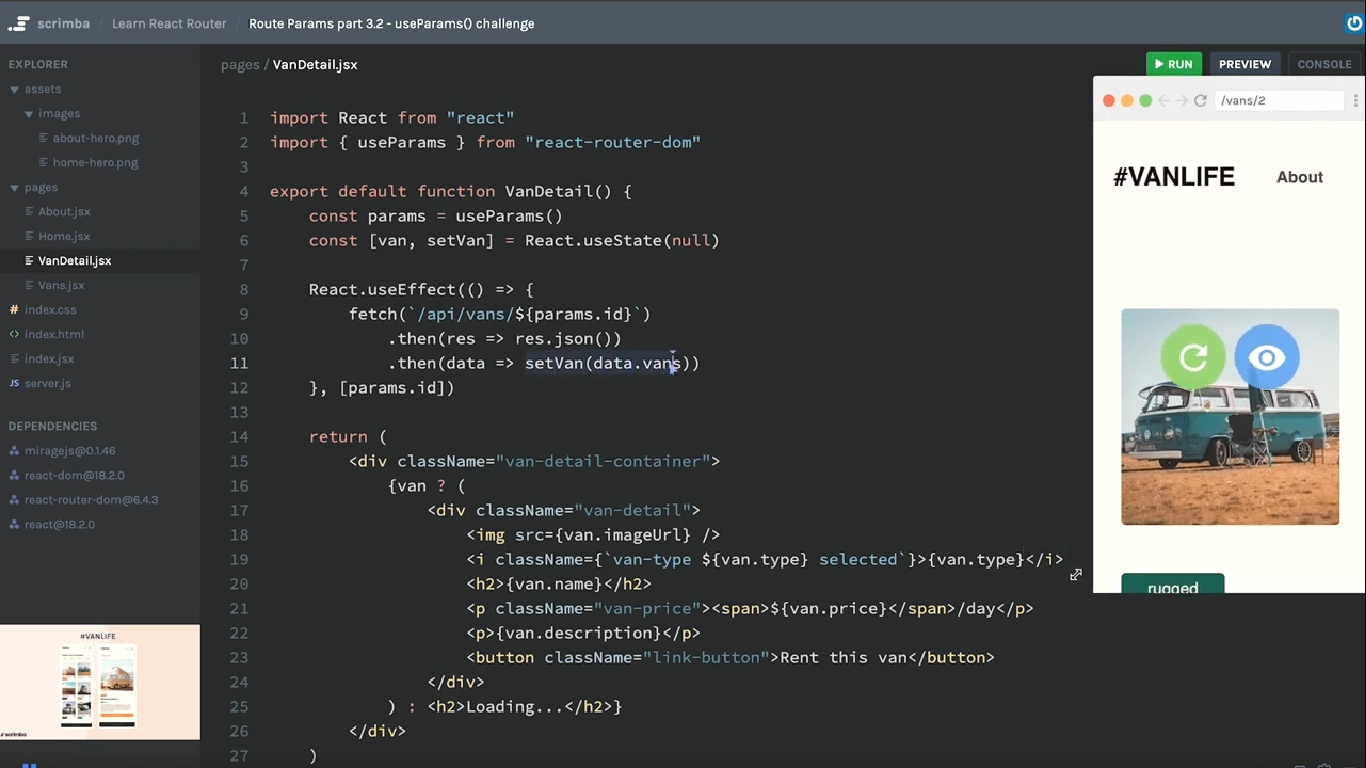 scrimba / Learn React Router / Route Params part 3.2 - useParams() challenge
EXPLORER
assets
images
about-hero.png
home-hero.png
pages
About.jsx
Home.jsx
VanDetail.jsx
Vans.jsx
index.css
index.html
index.jsx
JS server.js
DEPENDENCIES
miragejs@0.1.46
react-dom@18.2.0
react-router-dom@6.4.3
react@18.2.0
#VANLIFE
pages / VanDetail.jsx
RUN
PREVIEW
CONSOLE
1 import React from "react"
2 import { useParams } from "react-router-dom"
3
4 export default function VanDetail() {
5 const params = useParams()
6 const [van, setVan] = React.useState(null)
7
8 React.useEffect(() => {
9 fetch(`/api/vans/${params.id}`)
10 .then(res => res.json())
11 .then(data => setVan(data.vans))
12 }, [params.id])
13
14 return (
15 <div className="van-detail-container">
16 {van ? (
17 <div className="van-detail">
18 <img src={van.imageUrl} />
19 <i className={`van-type ${van.type} selected`}>{van.type}</i>
20 <h2>{van.name}</h2>
21 <p className="van-price"><span>${van.price}</span>/day</p>
22 <p>{van.description}</p>
23 <button className="link-button">Rent this van</button>
24 </div>
25 ) : <h2>Loading...</h2>}
26 </div>
27 )
/vans/2
#VANLIFE
About
rugged